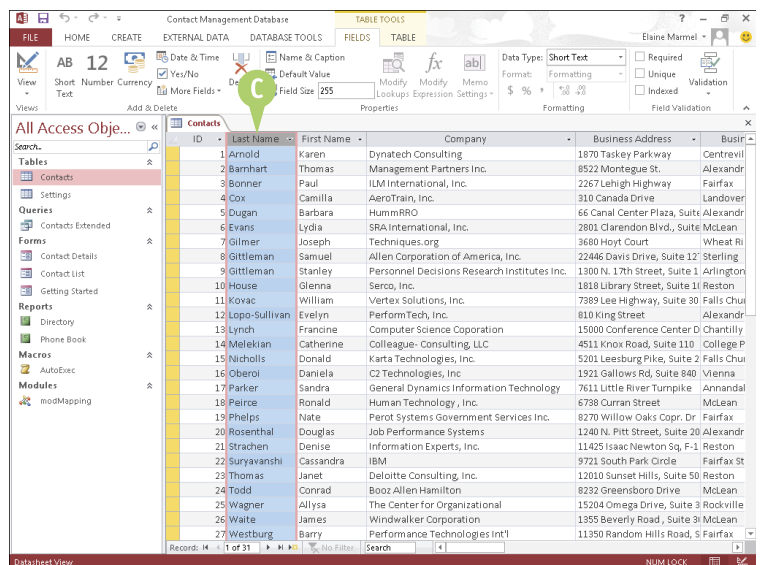 Contact Management Database
TABLE TOOLS
?
FILE HOME CREATE EXTERNAL DATA DATABASE TOOLS FIELDS TABLE Elaine Marmel
View
Views
AB Short Text
12 Number
Currency
Date & Time
Yes/No
More Fields
Add & Delete
Name & Caption
Default Value
Field Size 255
Modify Lookups
fx Modify Expression
ab Memo Settings
Properties
Data Type: Short Text
Format: Formatting
$ % ,
Formatting
Required
Unique
Indexed
Validation
Field Validation
C
All Access Obje...
Search...
Tables
Contacts
Settings
Queries
Contacts Extended
Forms
Contact Details
Contact List
Getting Started
Reports
Directory
Phone Book
Macros
AutoExec
Modules
modMapping
Contacts
ID Last Name First Name Company Business Address Busir
1 Arnold Karen Dynatech Consulting 1870 Taskey Parkway Centrevil
2 Barnhart Thomas Management Partners Inc. 8522 Montegue St. Alexandr
3 Bonner Paul ILM International, Inc. 2267 Lehigh Highway Fairfax
4 Cox Camilla AeroTrain, Inc. 310 Canada Drive Landover
5 Dugan Barbara HummRRO 66 Canal Center Plaza, Suite Alexandr
6 Evans Lydia SRA International, Inc. 2801 Clarendon Blvd., Suite McLean
7 Gilmer Joseph Techniques.org 3680 Hoyt Court Wheat Ri
8 Gittleman Samuel Allen Corporation of America, Inc. 22446 Davis Drive, Suite 12 Sterling
9 Gittleman Stanley Personnel Decisions Research Institutes Inc. 1300 N. 17th Street, Suite 1 Arlington
10 House Glenna Serco, Inc. 1818 Library Street, Suite 1 Reston
11 Kovac William Vertex Solutions, Inc. 7389 Lee Highway, Suite 30 Falls Chu
12 Lopo-Sullivan Evelyn PerformTech, Inc. 810 King Street Alexandr
13 Lynch Francine Computer Science Coporation 15000 Conference Center D Chantilly
14 Melekian Catherine Colleague- Consulting, LLC 4511 Knox Road, Suite 110 College P
15 Nicholls Donald Karta Technologies, Inc. 5201 Leesburg Pike, Suite 2 Falls Chu
16 Oberoi Daniela C2 Technologies, Inc 1921 Gallows Rd, Suite 840 Vienna
17 Parker Sandra General Dynamics Information Technology 7611 Little River Turnpike Annandal
18 Peirce Ronald Human Technology , Inc. 6738 Curran Street McLean
19 Phelps Nate Perot Systems Government Services Inc. 8270 Willow Oaks Copr. Dr Fairfax
20 Rosenthal Douglas Job Performance Systems 1240 N. Pitt Street, Suite 20 Alexandr
21 Strachen Denise Information Experts, Inc. 11425 Isaac Newton Sq, F-1 Reston
22 Suryavanshi Cassandra IBM 9721 South Park Circle Fairfax St
23 Thomas Janet Deloitte Consulting, Inc. 12010 Sunset Hills, Suite 50 Reston
24 Todd Conrad Booz Allen Hamilton 8232 Greensboro Drive McLean
25 Wagner Allysa The Center for Organizational 15204 Omega Drive, Suite 3 Rockville
26 Waite James Windwalker Corporation 1355 Beverly Road , Suite 3 McLean
27 Westburg Barry Performance Technologies Int'l 11350 Random Hills Road, S Fairfax
Record: 1 of 31 No Filter Search
Datasheet View NUM LOCK